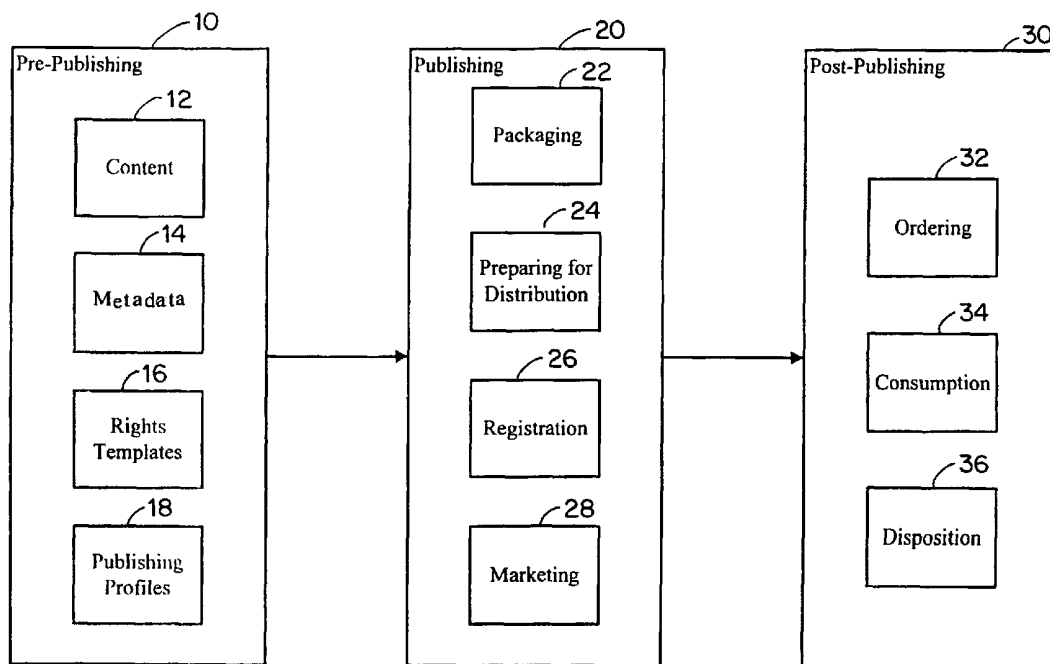 10
Pre-Publishing
12
Content
14
Metadata
16
Rights
Templates
18
Publishing
Profiles
20
Publishing
22
Packaging
24
Preparing for
Distribution
26
Registration
28
Marketing
30
Post-Publishing
32
Ordering
34
Consumption
36
Disposition